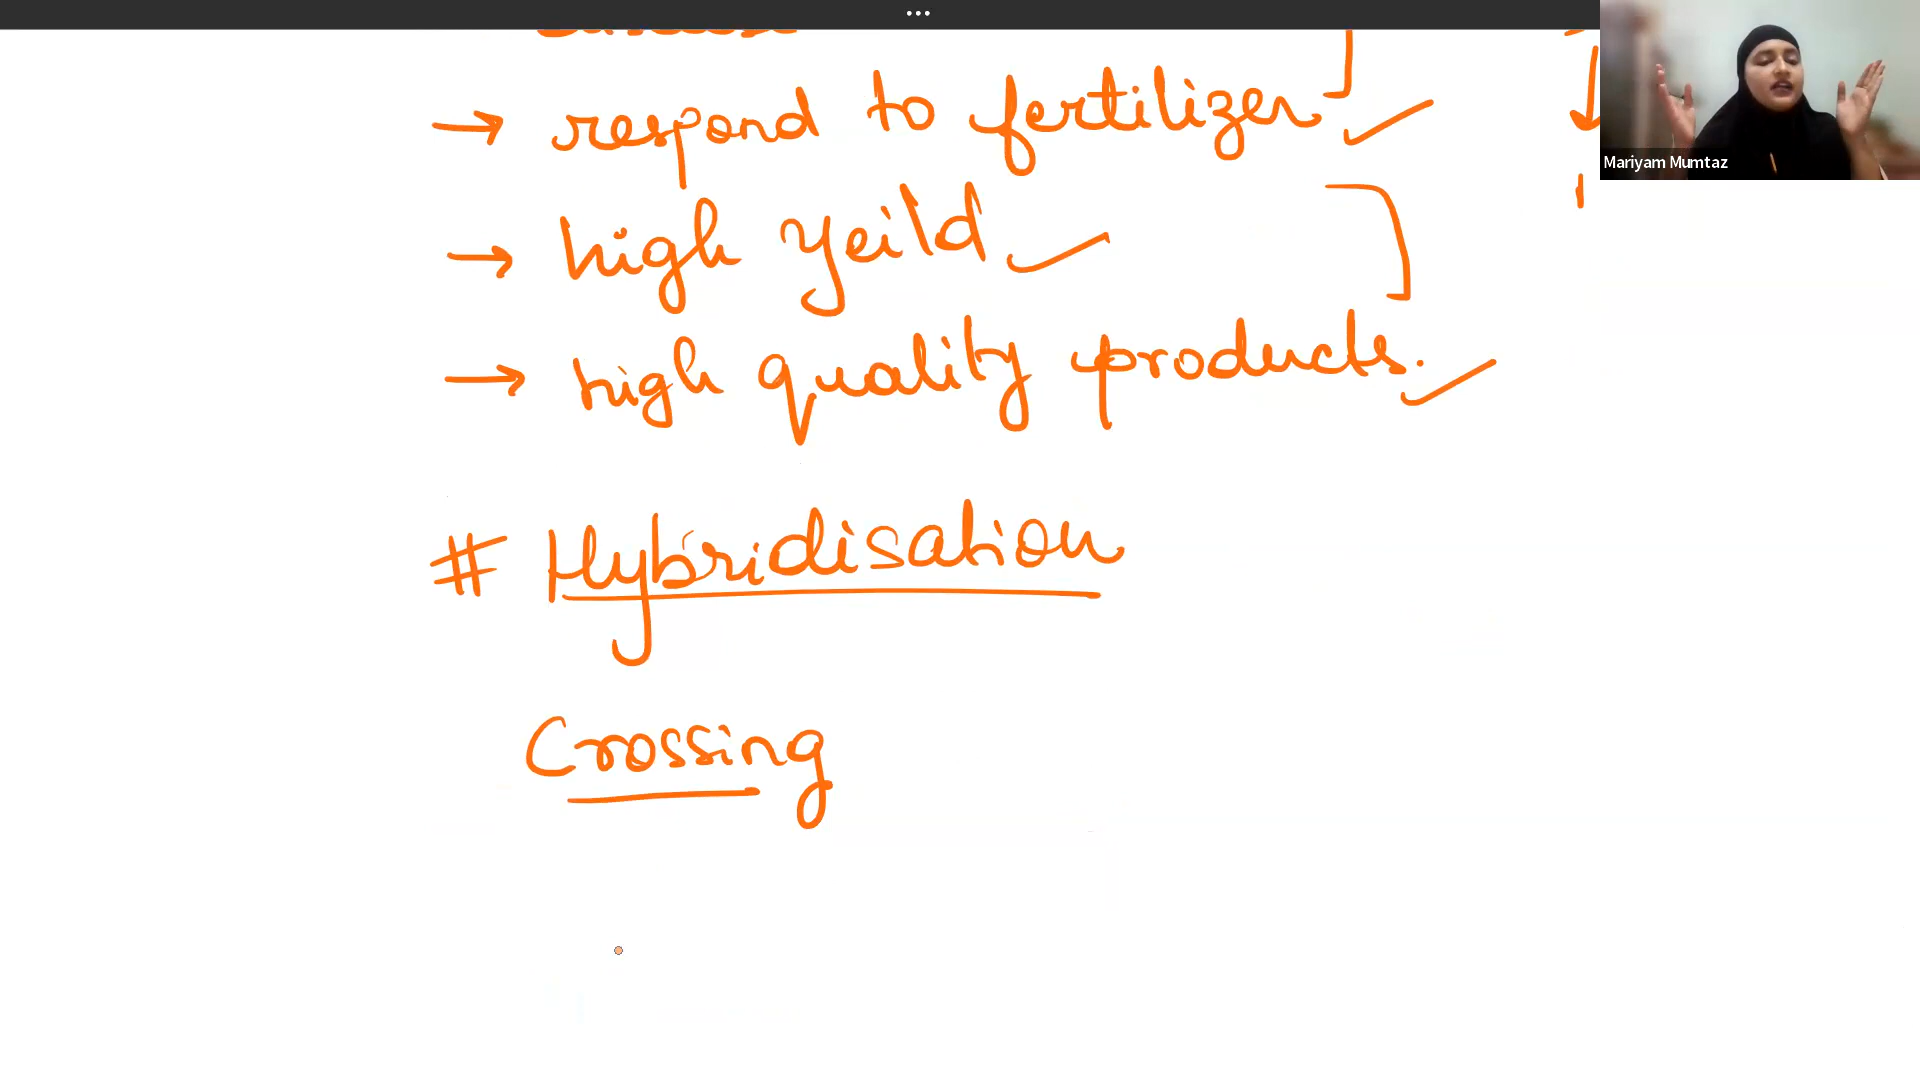 → respond to fertilizer
Mariyam Mumtaz
→ high yeild
→ high quality products.
# Hybridisation
Crossing